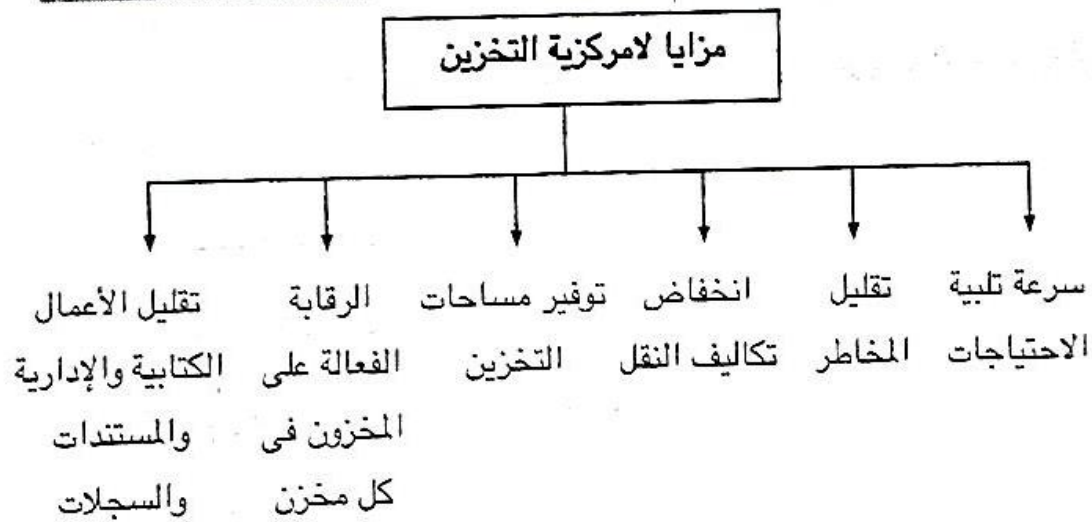 مزايا لامركزية التخزين
سرعة تلبية
الاحتياجات
تقليل
المخاطر
انخفاض
تكاليف النقل
توفير مساحات
التخزين
الرقابة
الفعالة على
المخزون فى
كل مخزن
تقليل الأعمال
الكتابية والإدارية
والمستندات
والسجلات